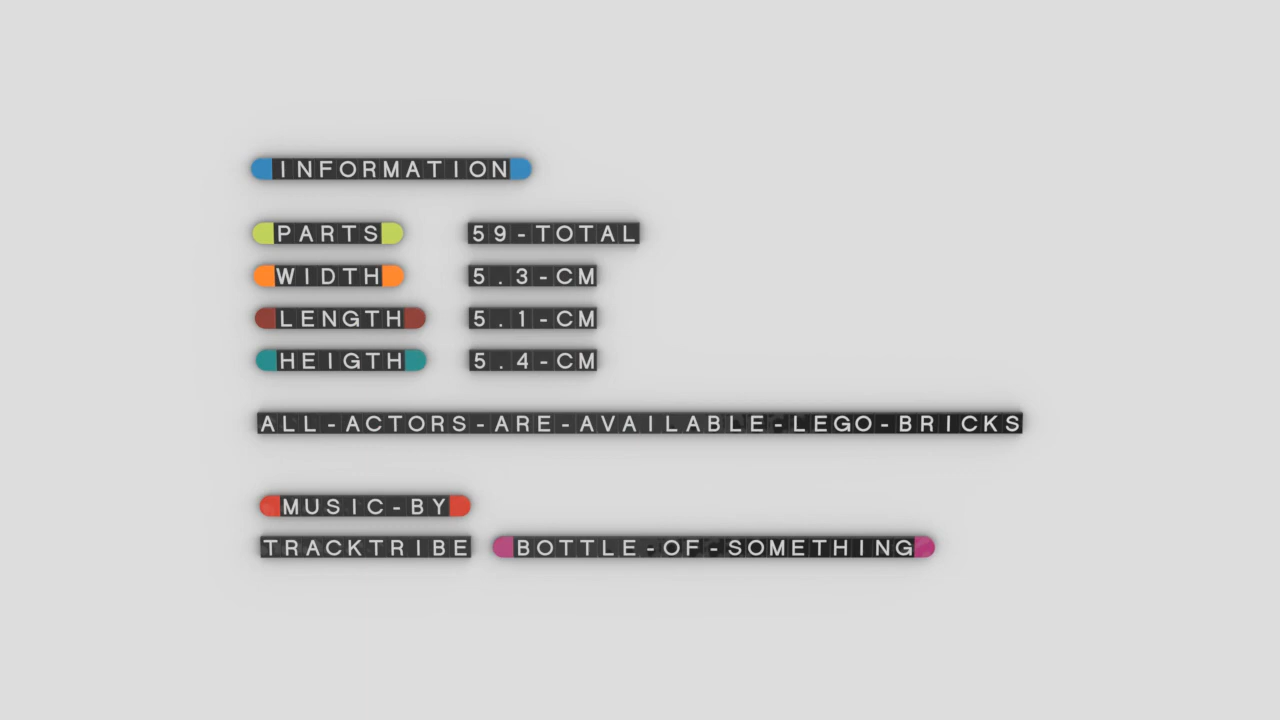 INFORMATION
PARTS 59-TOTAL
WIDTH 5.3-CM
LENGTH 5.1-CM
HEIGTH 5.4-CM
ALL-ACTORS-ARE-AVAILABLE-LEGO-BRICKS
MUSIC-BY
TRACKTRIBE BOTTLE-OF-SOMETHING